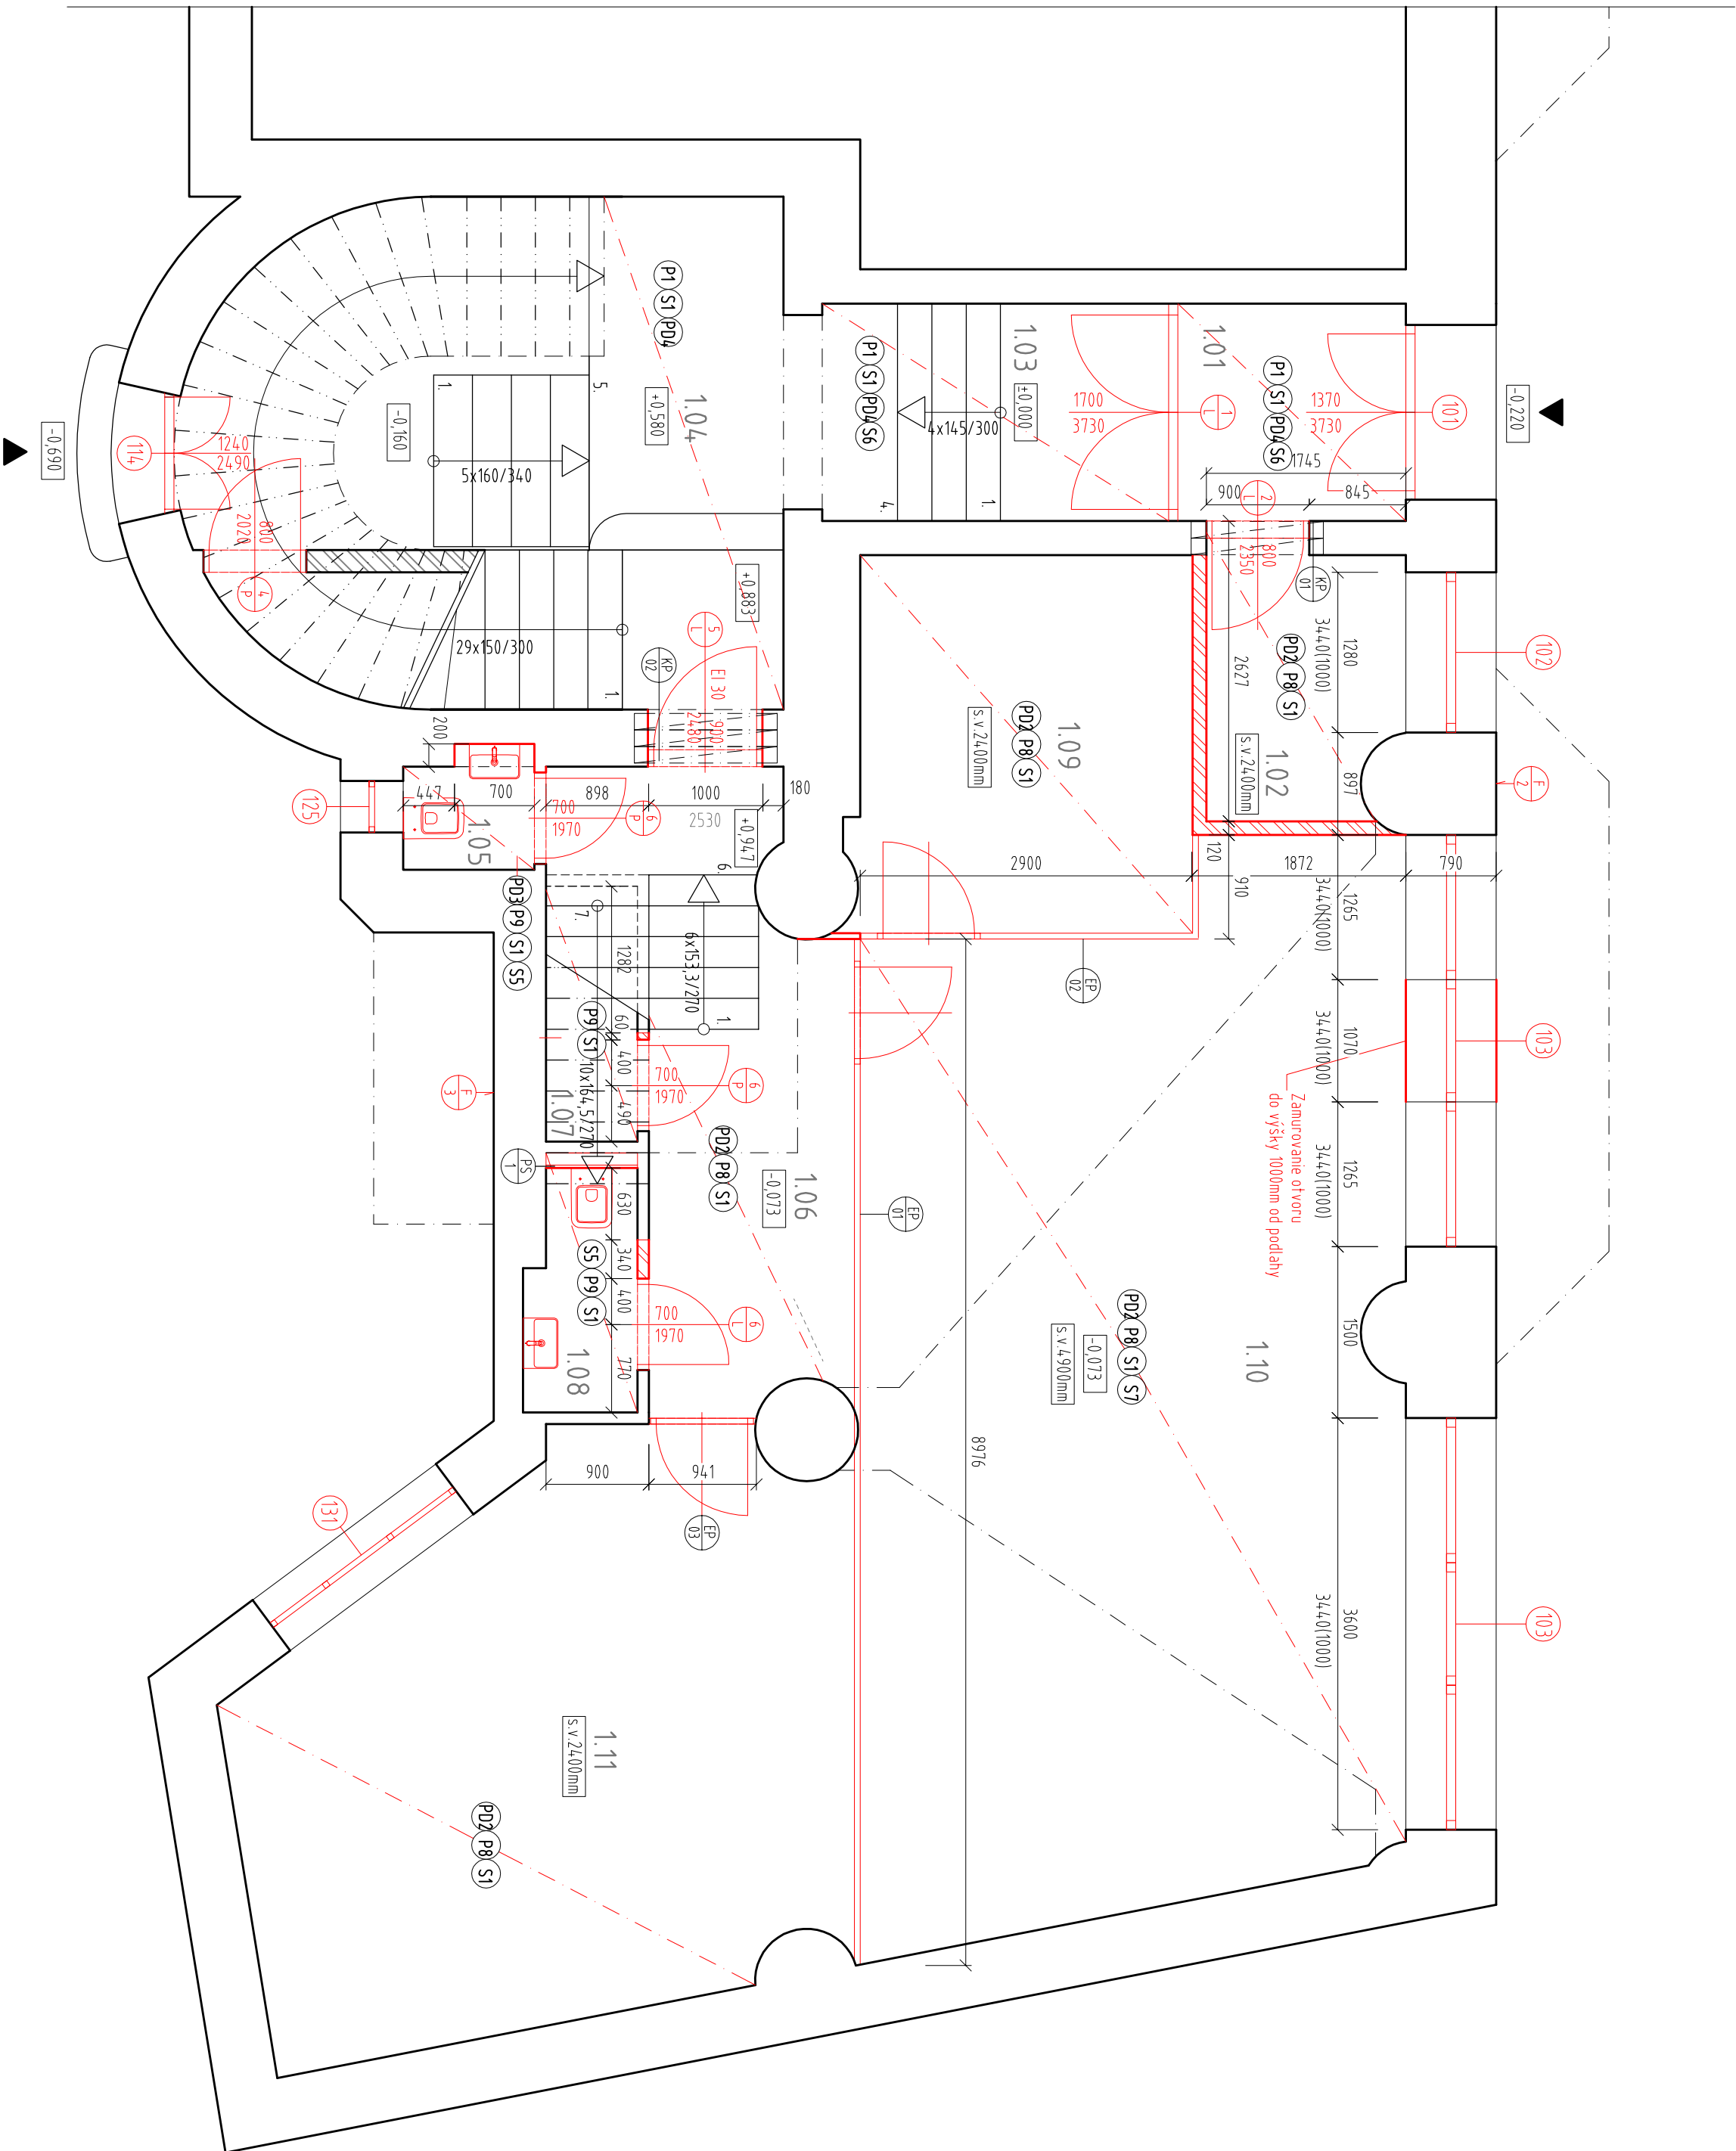 -0,220
101
102
F
2
103
103
1370
3730
1.01
P1 S1 PD4 S6
1745
900
845
2
L
800
2350
KP
01
1280
3440(1000)
897
1265
3440(1000)
1070
3440(1000)
1265
3440(1000)
1500
3600
3440(1000)
790
1872
120
910
2900
2627
PD2 P8 S1
1.02
s.v.2400mm
Zamurovanie otvoru
do výšky 1000mm od podlahy
1
L
1700
3730
1.03
±0,000
1.
4x145/300
4.
P1 S1 PD4 S6
1.09
PD2 P8 S1
s.v.2400mm
EP
02
1.10
PD2 P8 S1 S7
-0,073
s.v.4900mm
8976
EP
01
P1 S1 PD4
1.04
+0,580
+0,883
5
L
EI 30
900
2480
KP
02
180
1000
2530
898
700
447
200
+0,947
6
P
700
1970
6.
6x153,3/270
1.
7.
1282
60
400
490
P9 S1
10x164,5/270
1.07
6
P
700
1970
PD2 P8 S1
1.06
-0,073
5.
1.
5x160/340
-0,160
29x150/300
1.
1240
2490
114
800
2020
4
P
-0,690
125
1.05
PD3 P9 S1 S5
F
3
PS
1
630
340
400
770
S5 P9 S1
1.08
6
L
700
1970
900
941
EP
03
131
1.11
s.v.2400mm
PD2 P8 S1